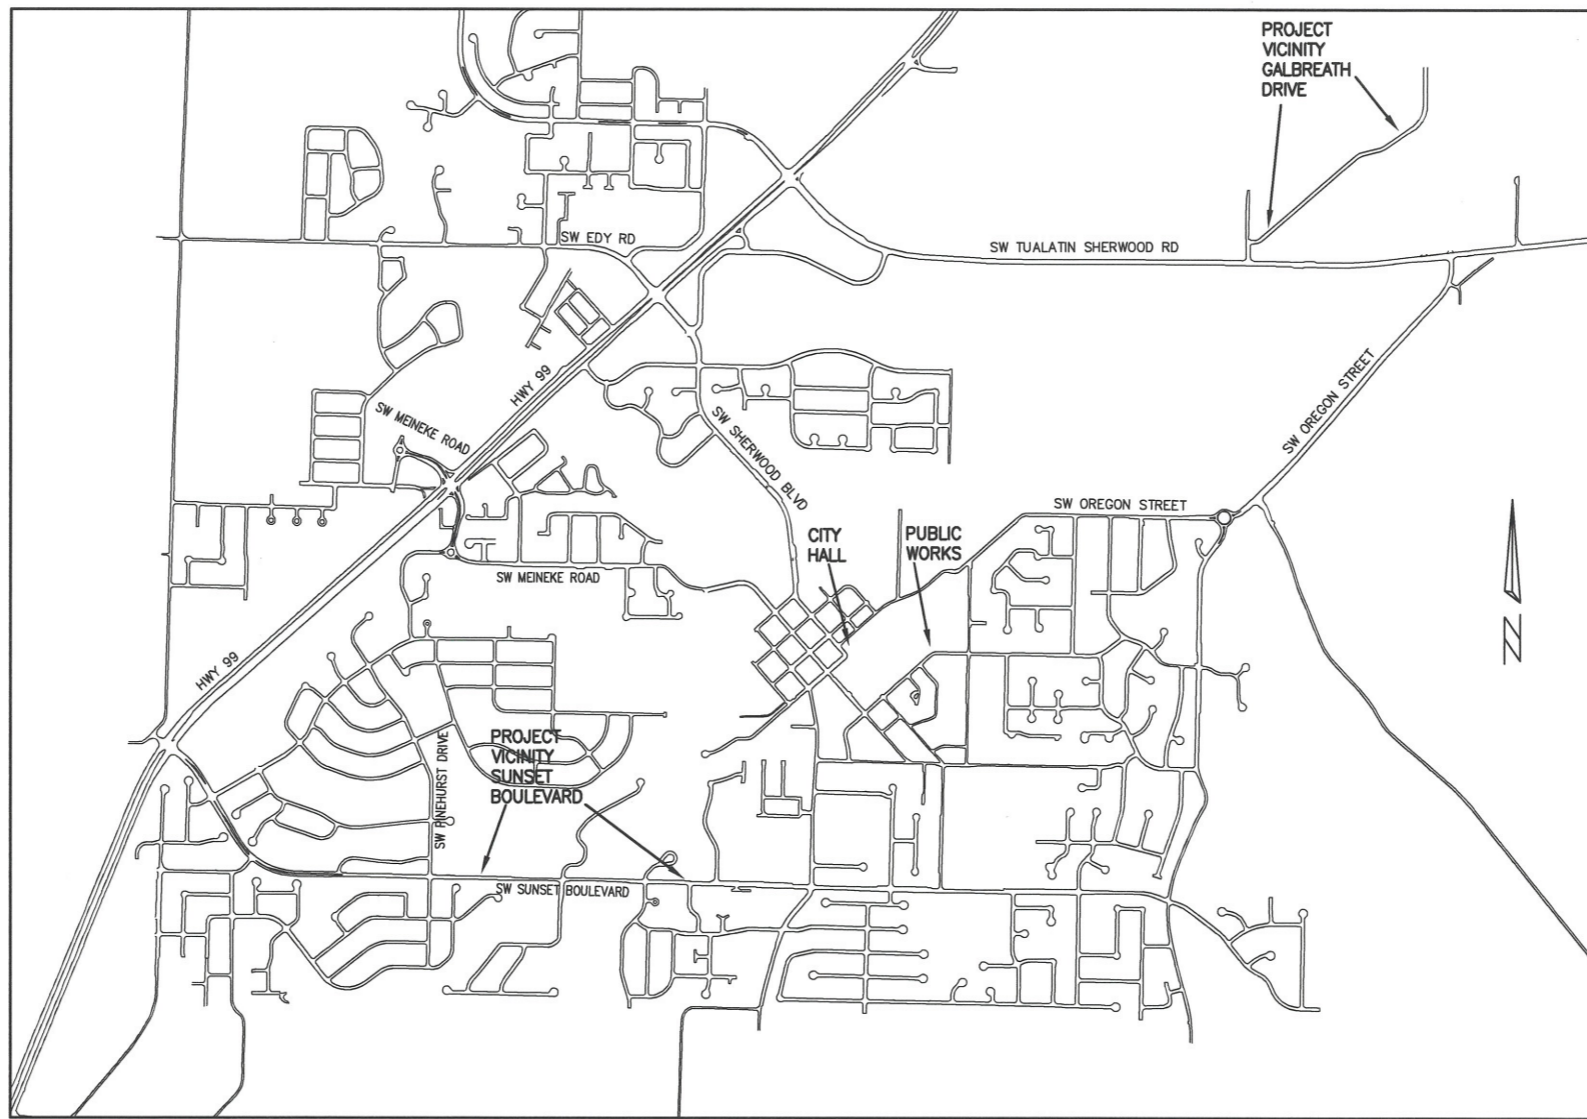 PROJECT
VICINITY
GALBREATH
DRIVE
SW EDY RD
SW TUALATIN SHERWOOD RD
HWY 99
SW OREGON STREET
SW MEINEKE ROAD
SW SHERWOOD BLVD
SW OREGON STREET
CITY
HALL
PUBLIC
WORKS
SW MEINEKE ROAD
HWY 99
N
PROJECT
VICINITY
SUNSET
BOULEVARD
SW PINEHURST DRIVE
SW SUNSET BOULEVARD